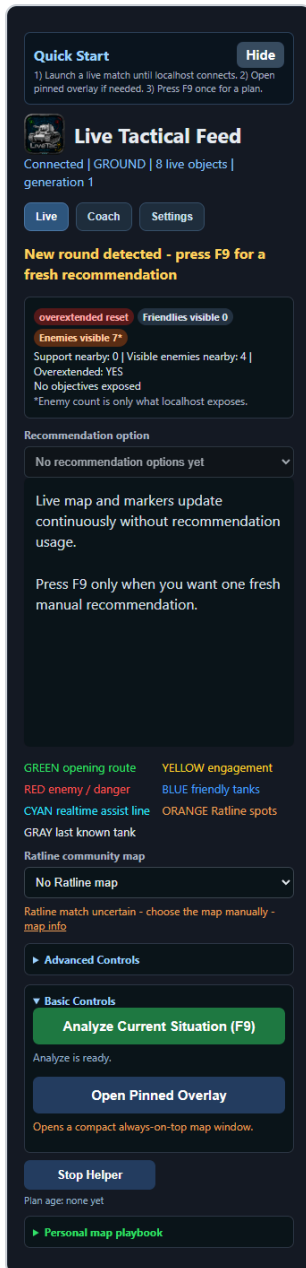 Quick Start
Hide
1) Launch a live match until localhost connects. 2) Open
pinned overlay if needed. 3) Press F9 once for a plan.
Live Tactical Feed
Connected | GROUND | 8 live objects |
generation 1
Live
Coach
Settings
New round detected - press F9 for a
fresh recommendation
overextended reset
Friendlies visible 0
Enemies visible 7*
Support nearby: 0 | Visible enemies nearby: 4 |
Overextended: YES
No objectives exposed
*Enemy count is only what localhost exposes.
Recommendation option
No recommendation options yet
Live map and markers update
continuously without recommendation
usage.
Press F9 only when you want one fresh
manual recommendation.
GREEN opening route
YELLOW engagement
RED enemy / danger
BLUE friendly tanks
CYAN realtime assist line
ORANGE Ratline spots
GRAY last known tank
Ratline community map
No Ratline map
Ratline match uncertain - choose the map manually -
map info
▸ Advanced Controls
▾ Basic Controls
Analyze Current Situation (F9)
Analyze is ready.
Open Pinned Overlay
Opens a compact always-on-top map window.
Stop Helper
Plan age: none yet
▸ Personal map playbook